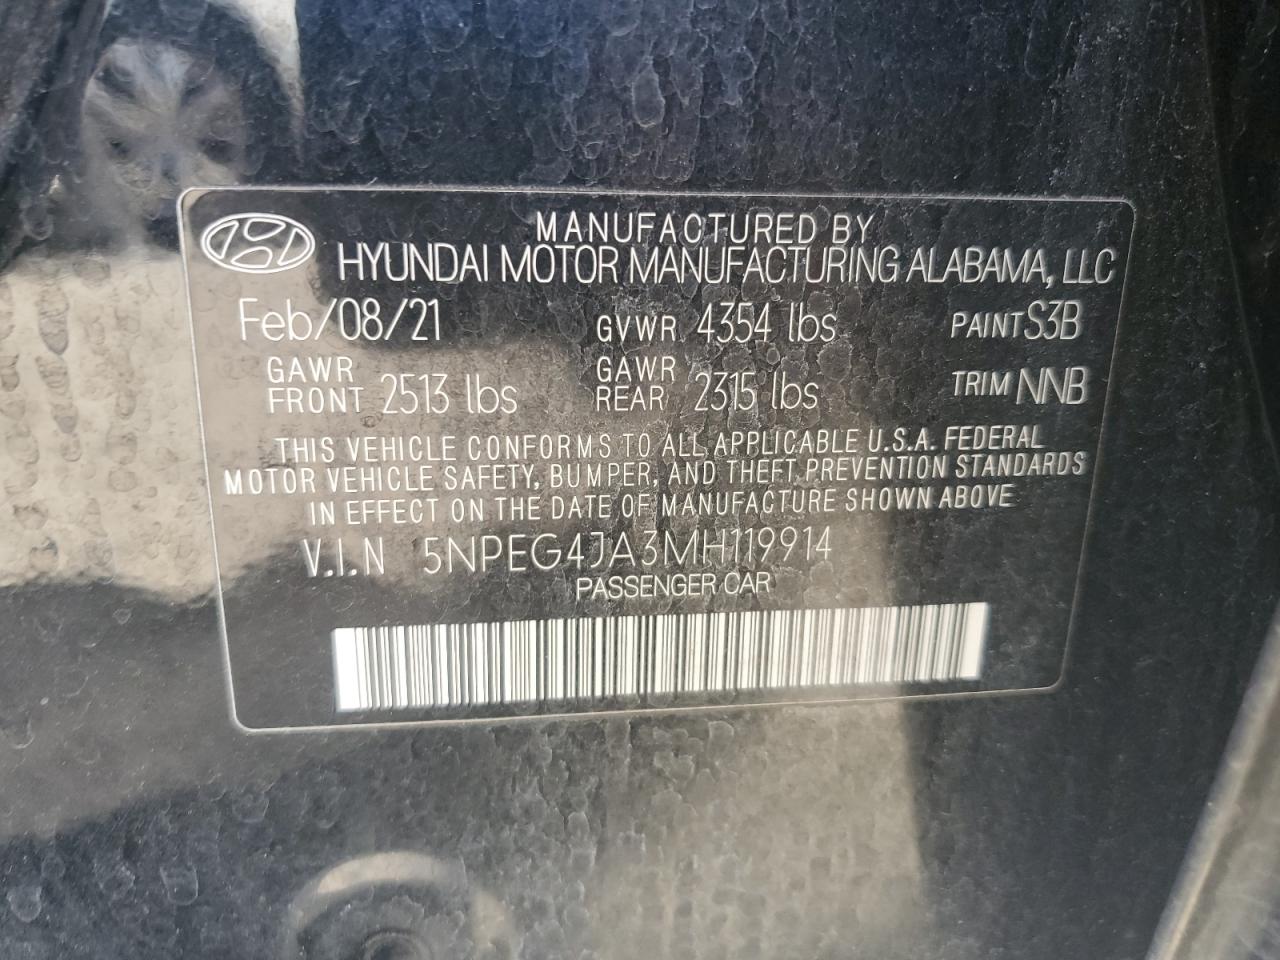 MANUFACTURED BY
HYUNDAI MOTOR MANUFACTURING ALABAMA, LLC
Feb/08/21 GVWR 4354 lbs PAINT S3B
GAWR FRONT 2513 lbs GAWR REAR 2315 lbs TRIM NNB
THIS VEHICLE CONFORMS TO ALL APPLICABLE U.S.A. FEDERAL
MOTOR VEHICLE SAFETY, BUMPER, AND THEFT PREVENTION STANDARDS
IN EFFECT ON THE DATE OF MANUFACTURE SHOWN ABOVE
V.I.N 5NPEG4JA3MH119914
PASSENGER CAR